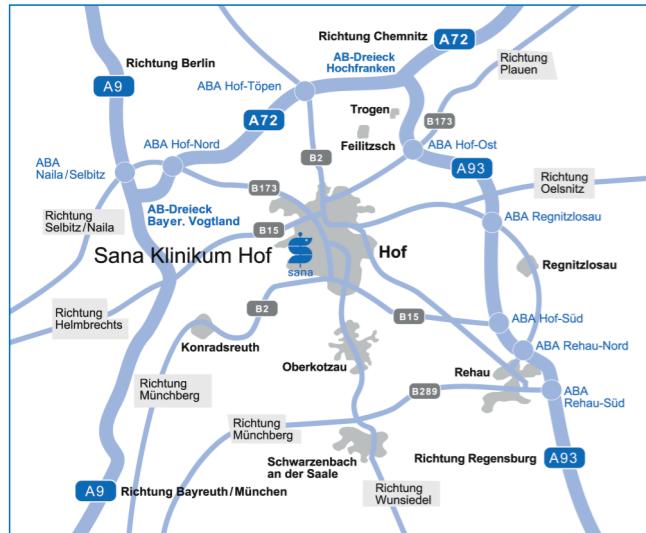 Richtung Chemnitz
A72
Richtung Berlin
AB-Dreieck
Hochfranken
Richtung
Plauen
A9
ABA Hof-Töpen
Trogen
A72
B173
Feilitzsch
ABA Hof-Nord
ABA Hof-Ost
ABA
Naila/Selbitz
B2
A93
B173
Richtung
Oelsnitz
Richtung
Selbitz/Naila
AB-Dreieck
Bayer. Vogtland
ABA Regnitzlosau
B15
Sana Klinikum Hof
sana
Hof
Regnitzlosau
Richtung
Helmbrechts
B2
B15
ABA Hof-Süd
Konradsreuth
ABA Rehau-Nord
Oberkotzau
Rehau
Richtung
Münchberg
B289
ABA
Rehau-Süd
Richtung
Münchberg
Schwarzenbach
an der Saale
Richtung Regensburg
A93
A9
Richtung Bayreuth/München
Richtung
Wunsiedel